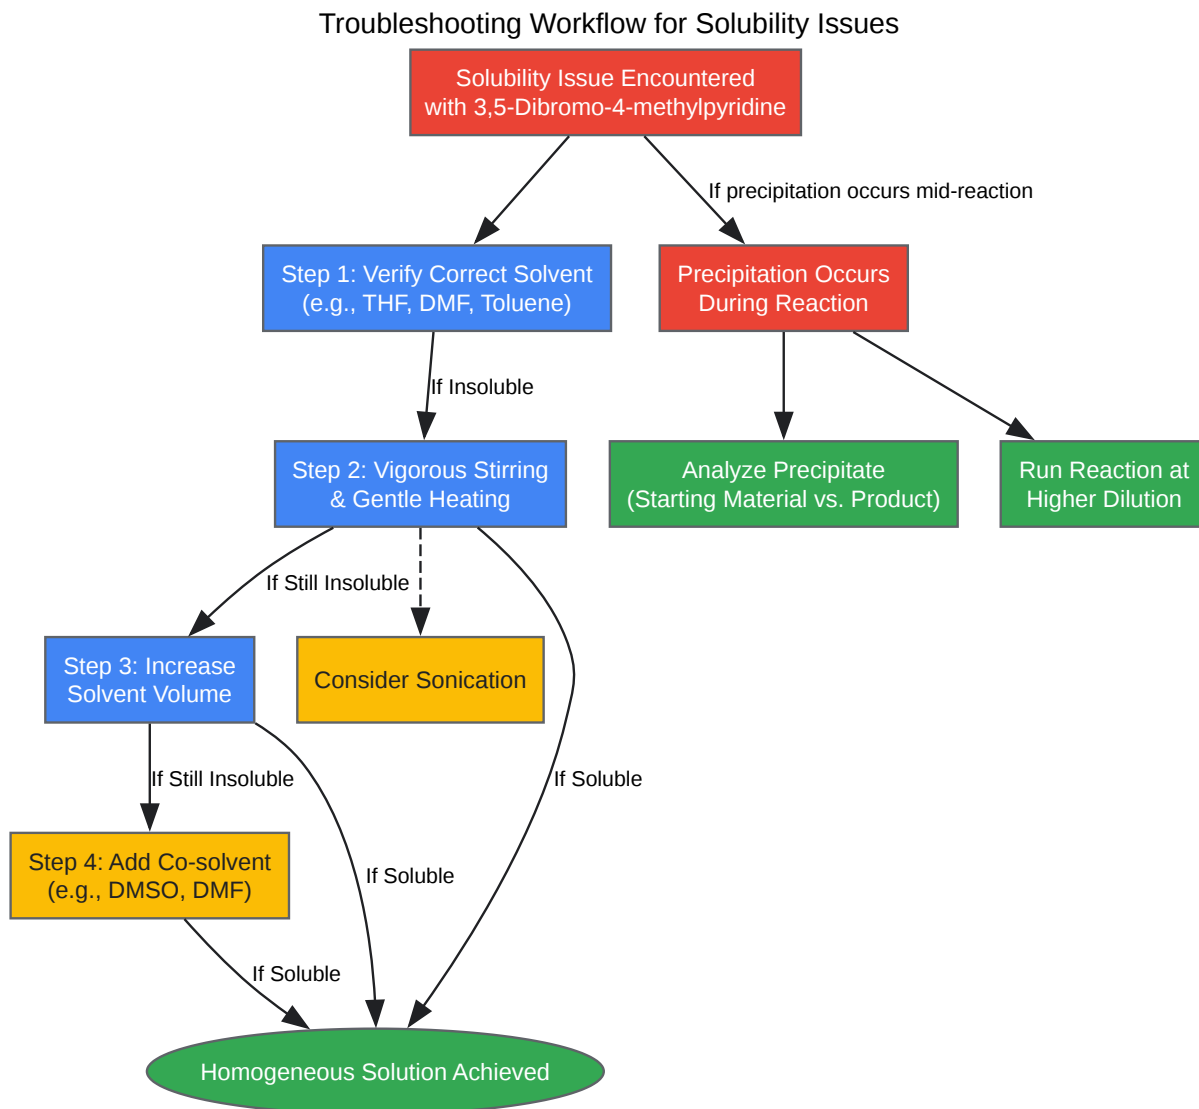 Troubleshooting Workflow for Solubility Issues
Solubility Issue Encountered
with 3,5-Dibromo-4-methylpyridine
If precipitation occurs mid-reaction
Step 1: Verify Correct Solvent
(e.g., THF, DMF, Toluene)
Precipitation Occurs
During Reaction
If Insoluble
Step 2: Vigorous Stirring
& Gentle Heating
Analyze Precipitate
(Starting Material vs. Product)
Run Reaction at
Higher Dilution
If Still Insoluble
Step 3: Increase
Solvent Volume
Consider Sonication
If Still Insoluble
If Soluble
Step 4: Add Co-solvent
(e.g., DMSO, DMF)
If Soluble
If Soluble
Homogeneous Solution Achieved